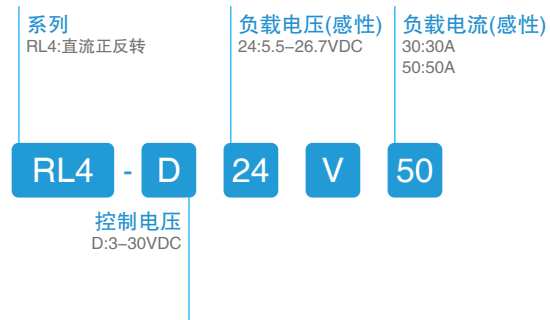 系列
RL4:直流正反转
负载电压(感性)
24:5.5–26.7VDC
负载电流(感性)
30:30A
50:50A
RL4 - D 24 V 50
控制电压
D:3–30VDC